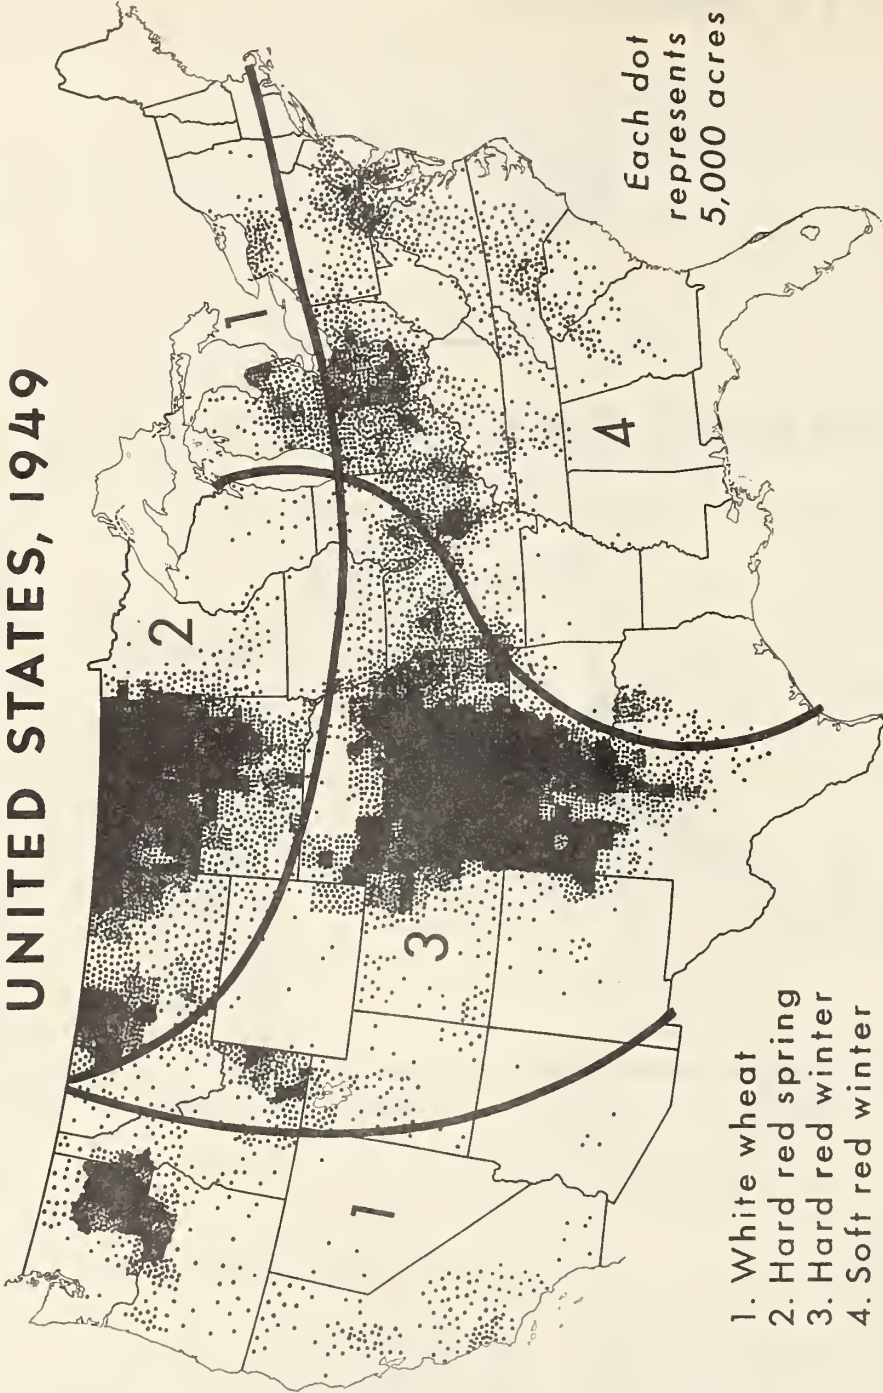 UNITED STATES, 1949
1
2
3
4
1
Each dot
represents
5,000 acres
1. White wheat
2. Hard red spring
3. Hard red winter
4. Soft red winter